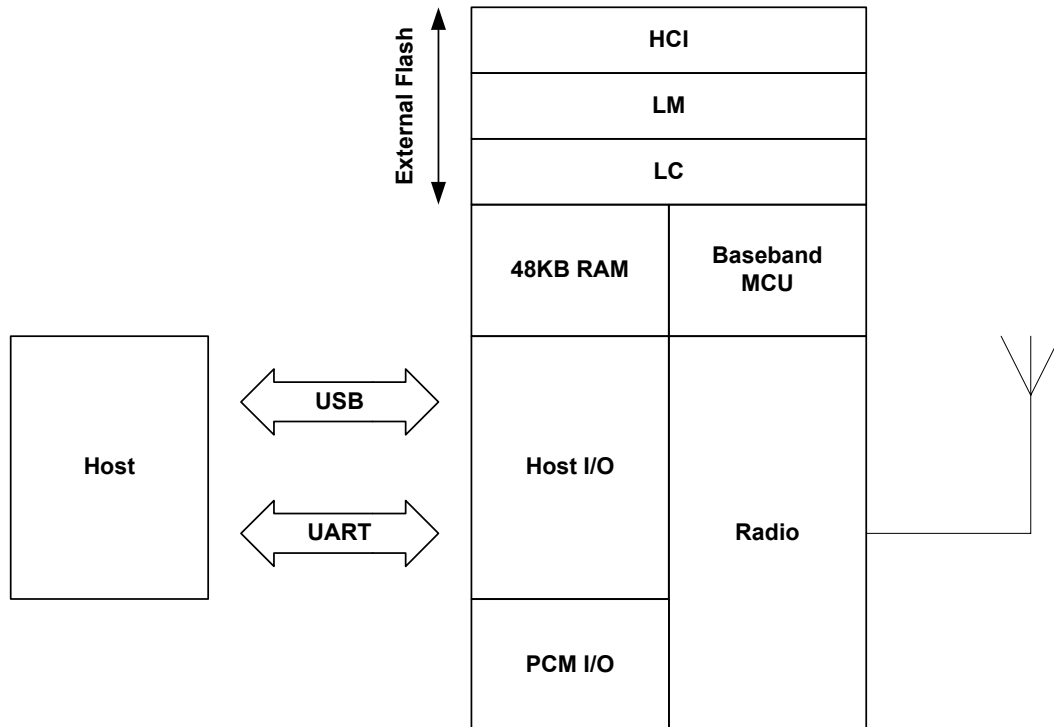 External Flash
HCI
LM
LC
48KB RAM
Baseband
MCU
Host
USB
UART
Host I/O
Radio
PCM I/O